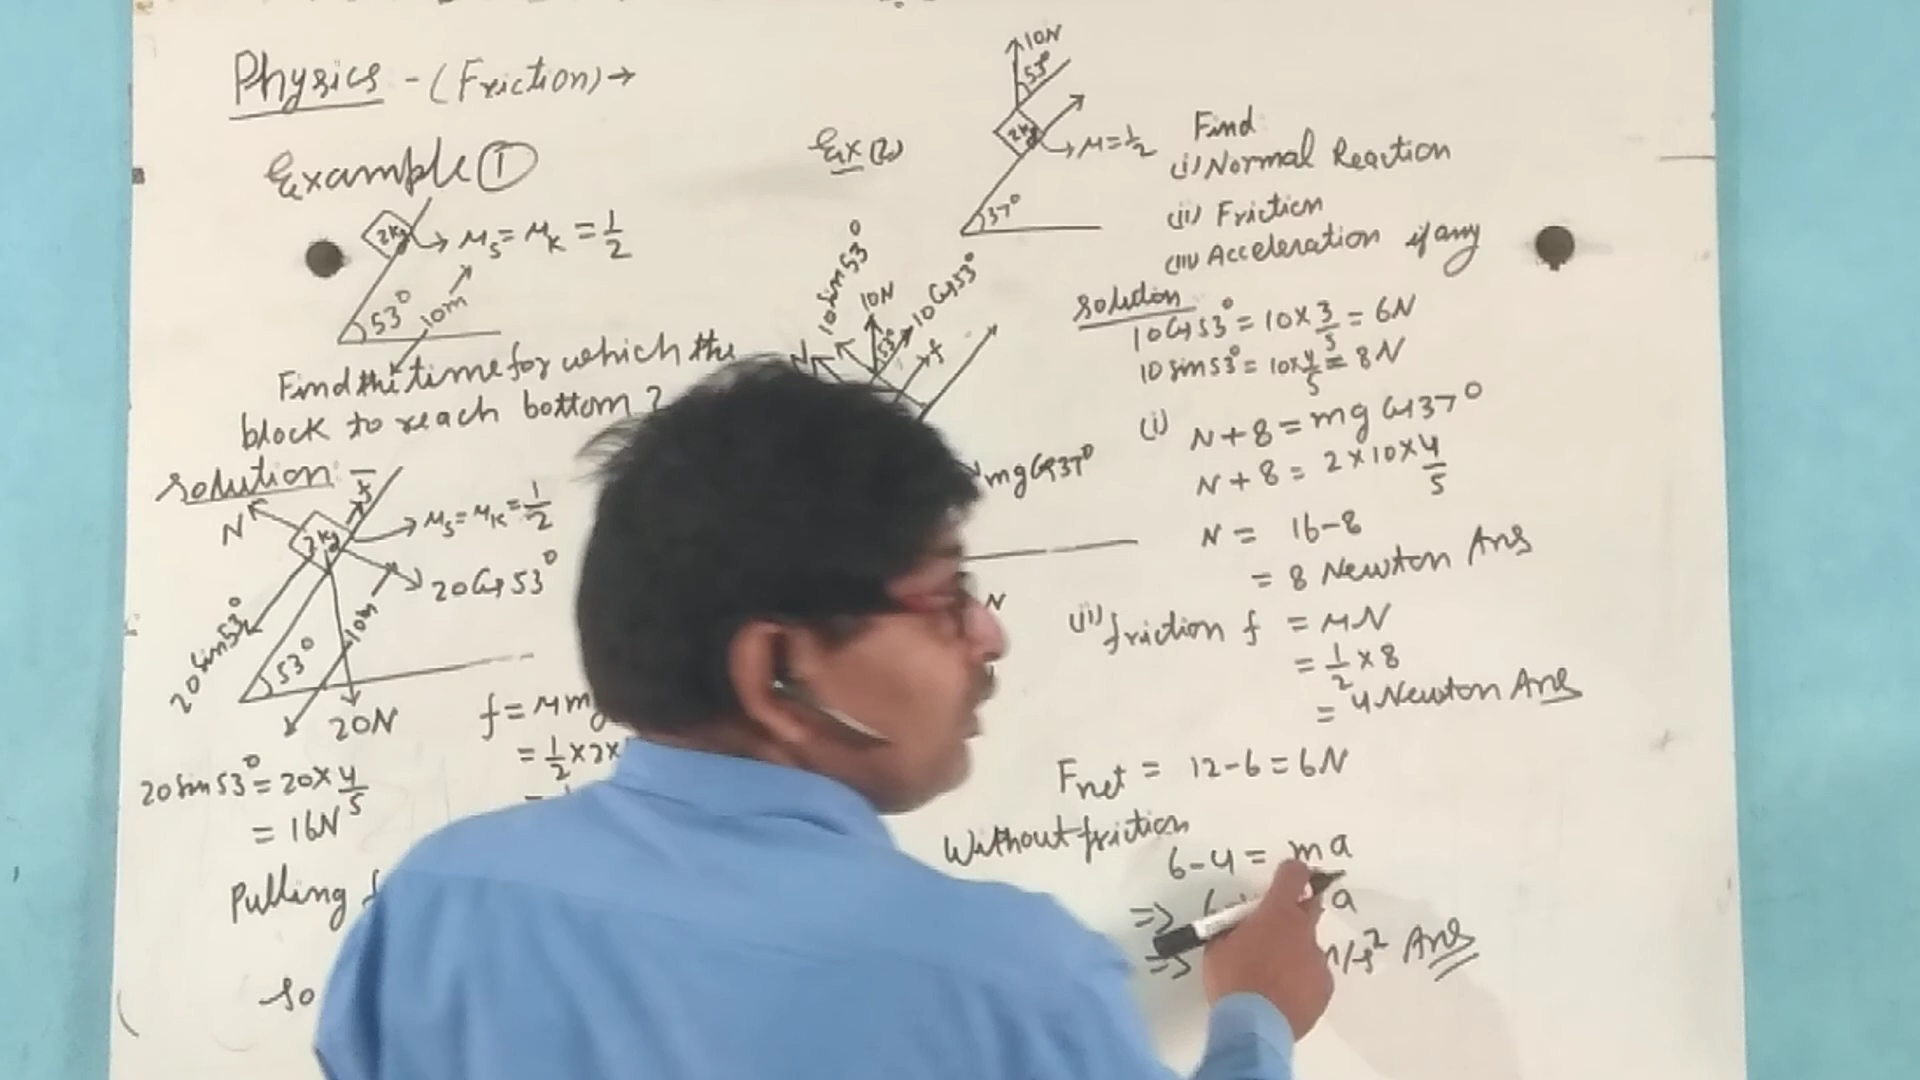 Physics - (Friction) →
Example ①
2kg
μs = μk = 1/2
53°
10m
Find the time for which the
block to reach bottom ?
Solution
N
f
2kg
μs = μk = 1/2
20 Cos 53°
20 sin 53°
53°
10m
20N
20 sin 53° = 20 × 4/5
= 16N
f = μ mg
= 1/2 × 2 ×
Pulling
so
Ex (2)
10N
53°
2kg
μ = 1/2
37°
Find
(i) Normal Reaction
(ii) Friction
(iii) Acceleration if any
10 sin 53°
10N
10 Cos 53°
53°
f
N
mg Cos 37°
N
Solution
10 Cos 53° = 10 × 3/5 = 6N
10 sin 53° = 10 × 4/5 = 8N
(i) N + 8 = mg Cos 37°
N + 8 = 2 × 10 × 4/5
N = 16 - 8
= 8 Newton Ans
(ii) friction f = μN
= 1/2 × 8
= 4 Newton Ans
Fnet = 12 - 6 = 6N
Without friction
6 - 4 = ma
⇒ a
⇒ m/s² Ans